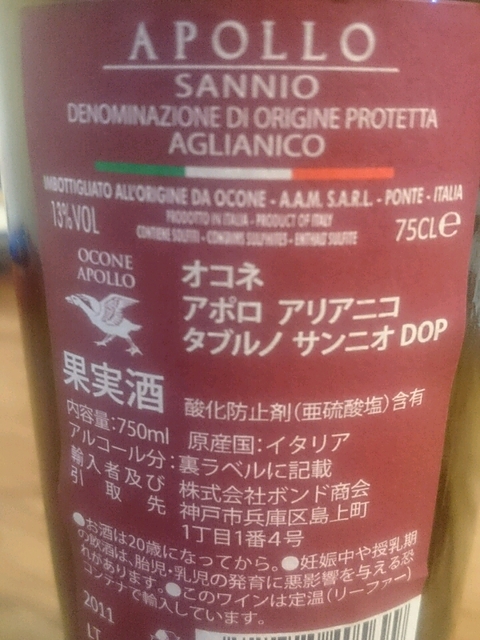 APOLLO
SANNIO
DENOMINAZIONE DI ORIGINE PROTETTA
AGLIANICO
IMBOTTIGLIATO ALL'ORIGINE DA OCONE - A.A.M. S.A.R.L. - PONTE - ITALIA
PRODOTTO IN ITALIA - PRODUCT OF ITALY
CONTIENE SOLFITI - CONTAINS SULPHITES - ENTHÄLT SULFITE
13% VOL
75CL e
OCONE
APOLLO
オコネ
アポロ アリアニコ
タブルノ サンニオ DOP
果実酒
酸化防止剤(亜硫酸塩)含有
内容量:750ml 原産国:イタリア
アルコール分:裏ラベルに記載
輸入者及び 株式会社ボンド商会
引取先 神戸市兵庫区島上町
1丁目1番4号
●お酒は20歳になってから。●妊娠中や授乳期
の飲酒は、胎児・乳児の発育に悪影響を与える恐
れがあります。●このワインは定温(リーファー)
コンテナで輸入しています。
2011
LT